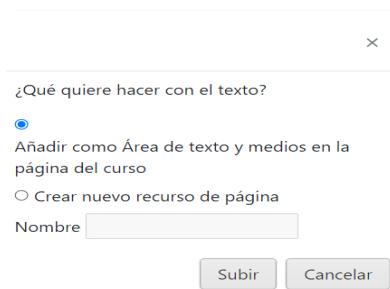 ¿Qué quiere hacer con el texto?
Añadir como Área de texto y medios en la
página del curso
Crear nuevo recurso de página
Nombre
Subir Cancelar